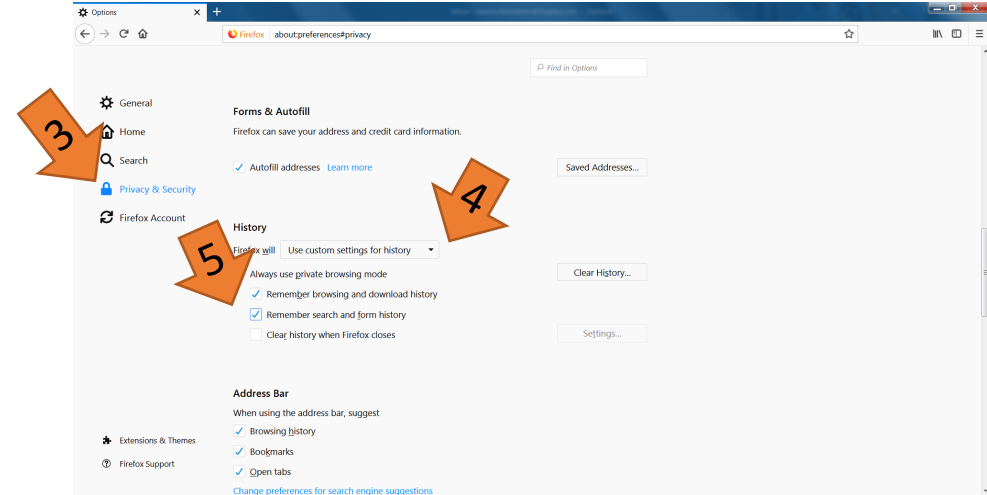 Options
Firefox about:preferences#privacy
Find in Options
General
Home
Search
Privacy & Security
Firefox Account
3
Forms & Autofill
Firefox can save your address and credit card information.
Autofill addresses Learn more Saved Addresses...
4
History
5
Firefox will Use custom settings for history
Always use private browsing mode Clear History...
Remember browsing and download history
Remember search and form history
Clear history when Firefox closes Settings...
Address Bar
When using the address bar, suggest
Browsing history
Bookmarks
Open tabs
Change preferences for search engine suggestions
Extensions & Themes
Firefox Support